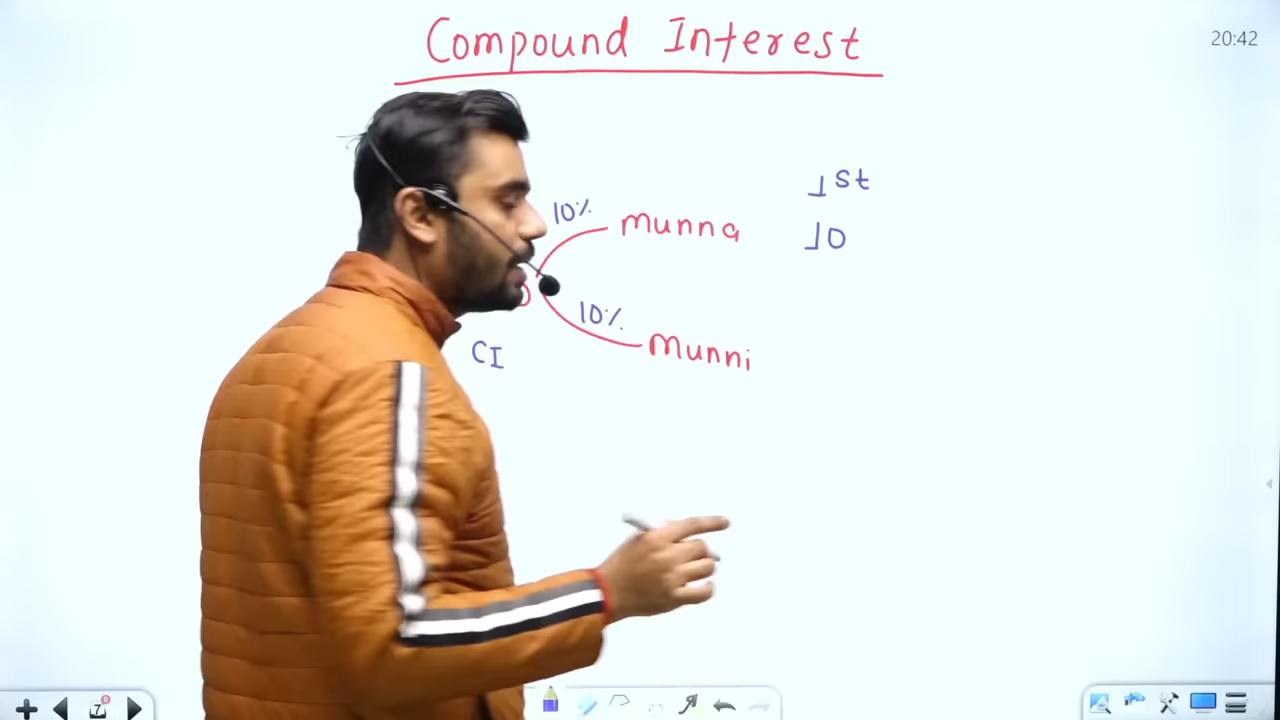 Compound Interest
20:42
1st
10% munna 10
10% munni
CI